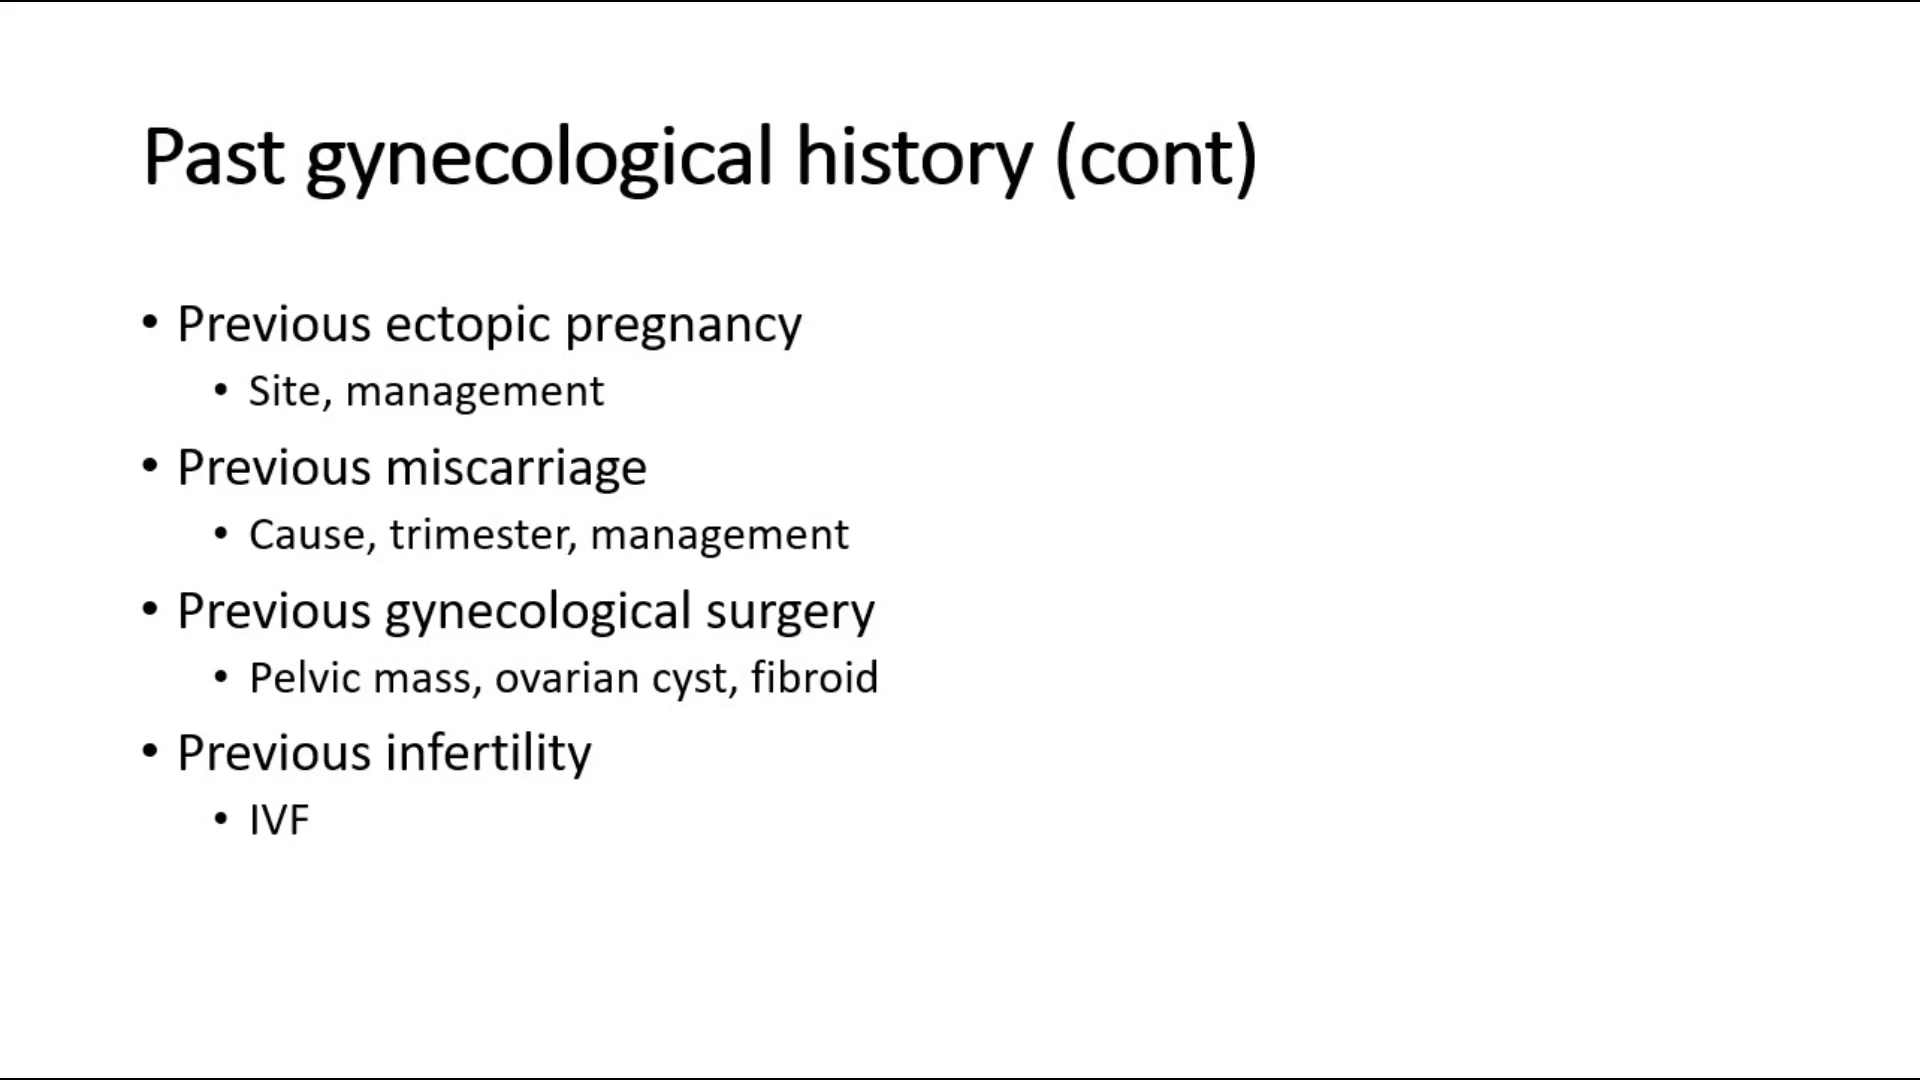 Past gynecological history (cont)
• Previous ectopic pregnancy
• Site, management
• Previous miscarriage
• Cause, trimester, management
• Previous gynecological surgery
• Pelvic mass, ovarian cyst, fibroid
• Previous infertility
• IVF